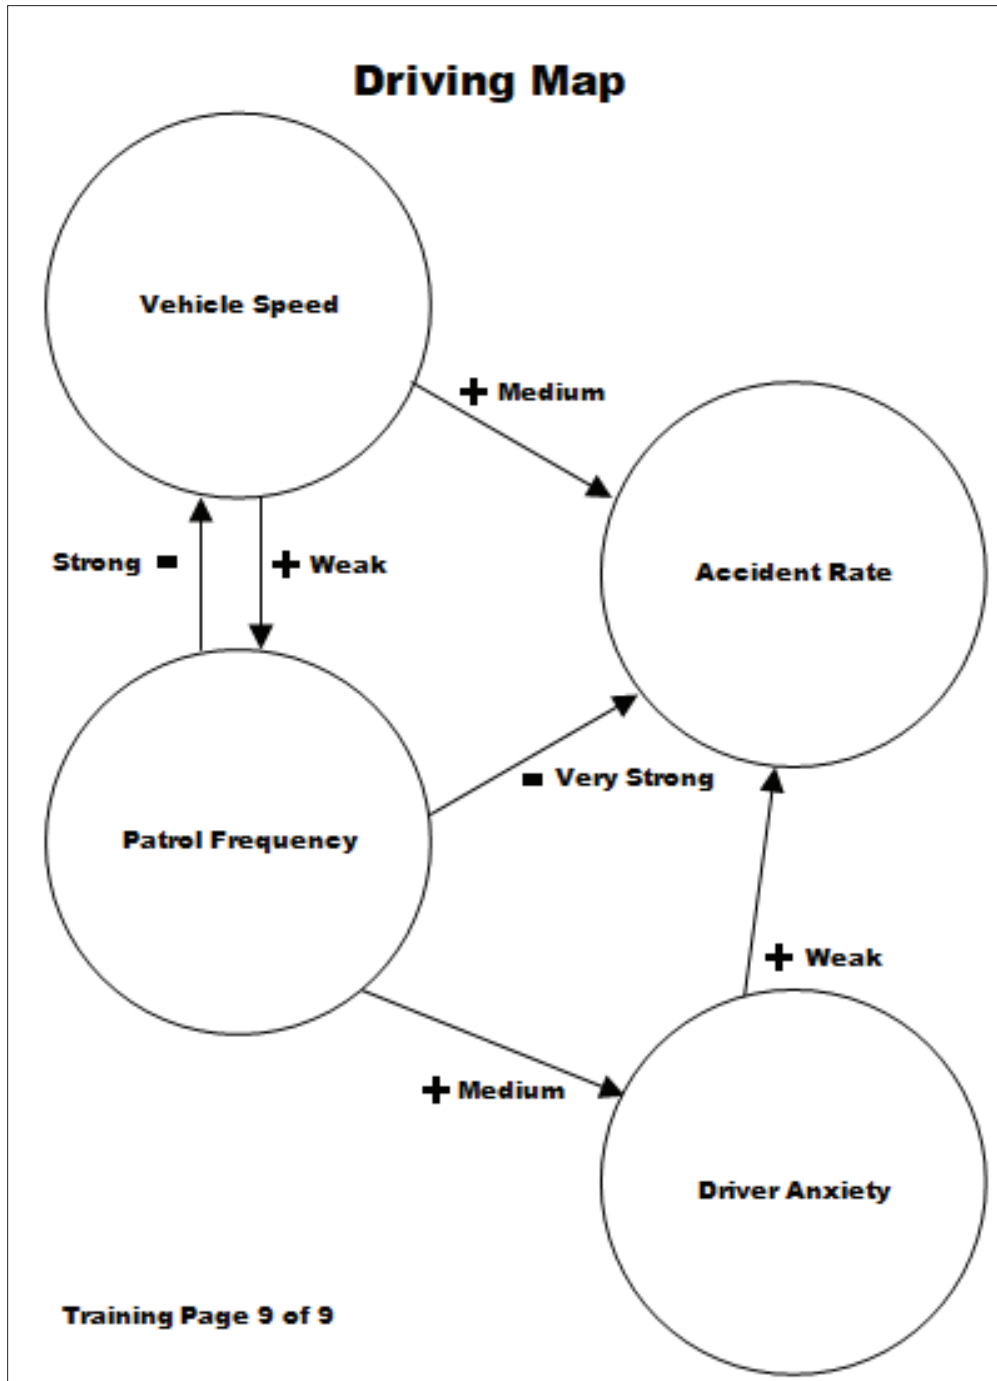 Driving Map
Vehicle Speed
+ Medium
Accident Rate
Strong -
+ Weak
- Very Strong
Patrol Frequency
+ Weak
+ Medium
Driver Anxiety
Training Page 9 of 9